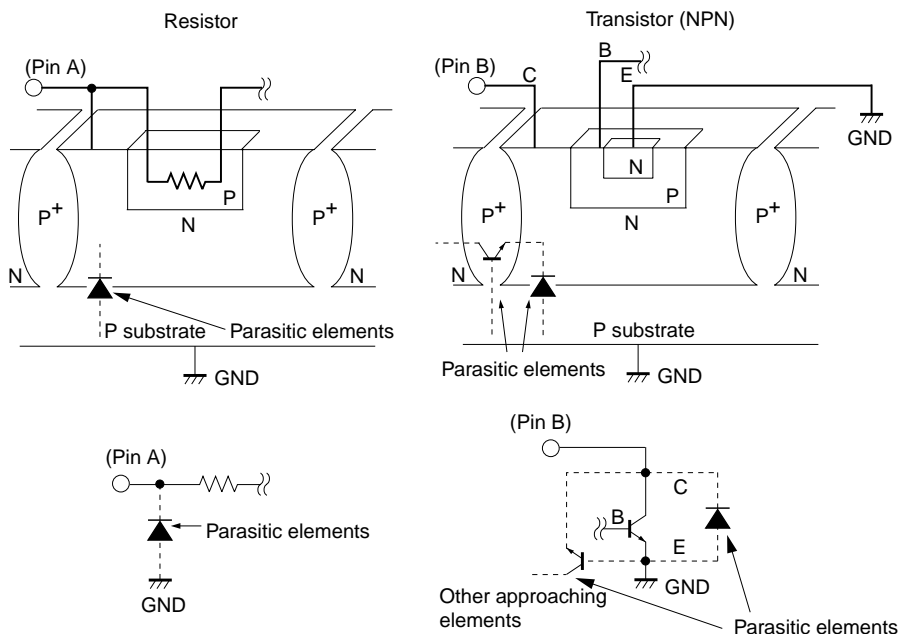 Resistor
(Pin A)
P+
N
P
N
P+
N
P substrate
Parasitic elements
GND
Transistor (NPN)
(Pin B)
C
B
E
GND
P+
N
N
P
N
P+
N
P substrate
Parasitic elements
GND
(Pin A)
Parasitic elements
GND
(Pin B)
C
B
E
GND
Other approaching
elements
Parasitic elements